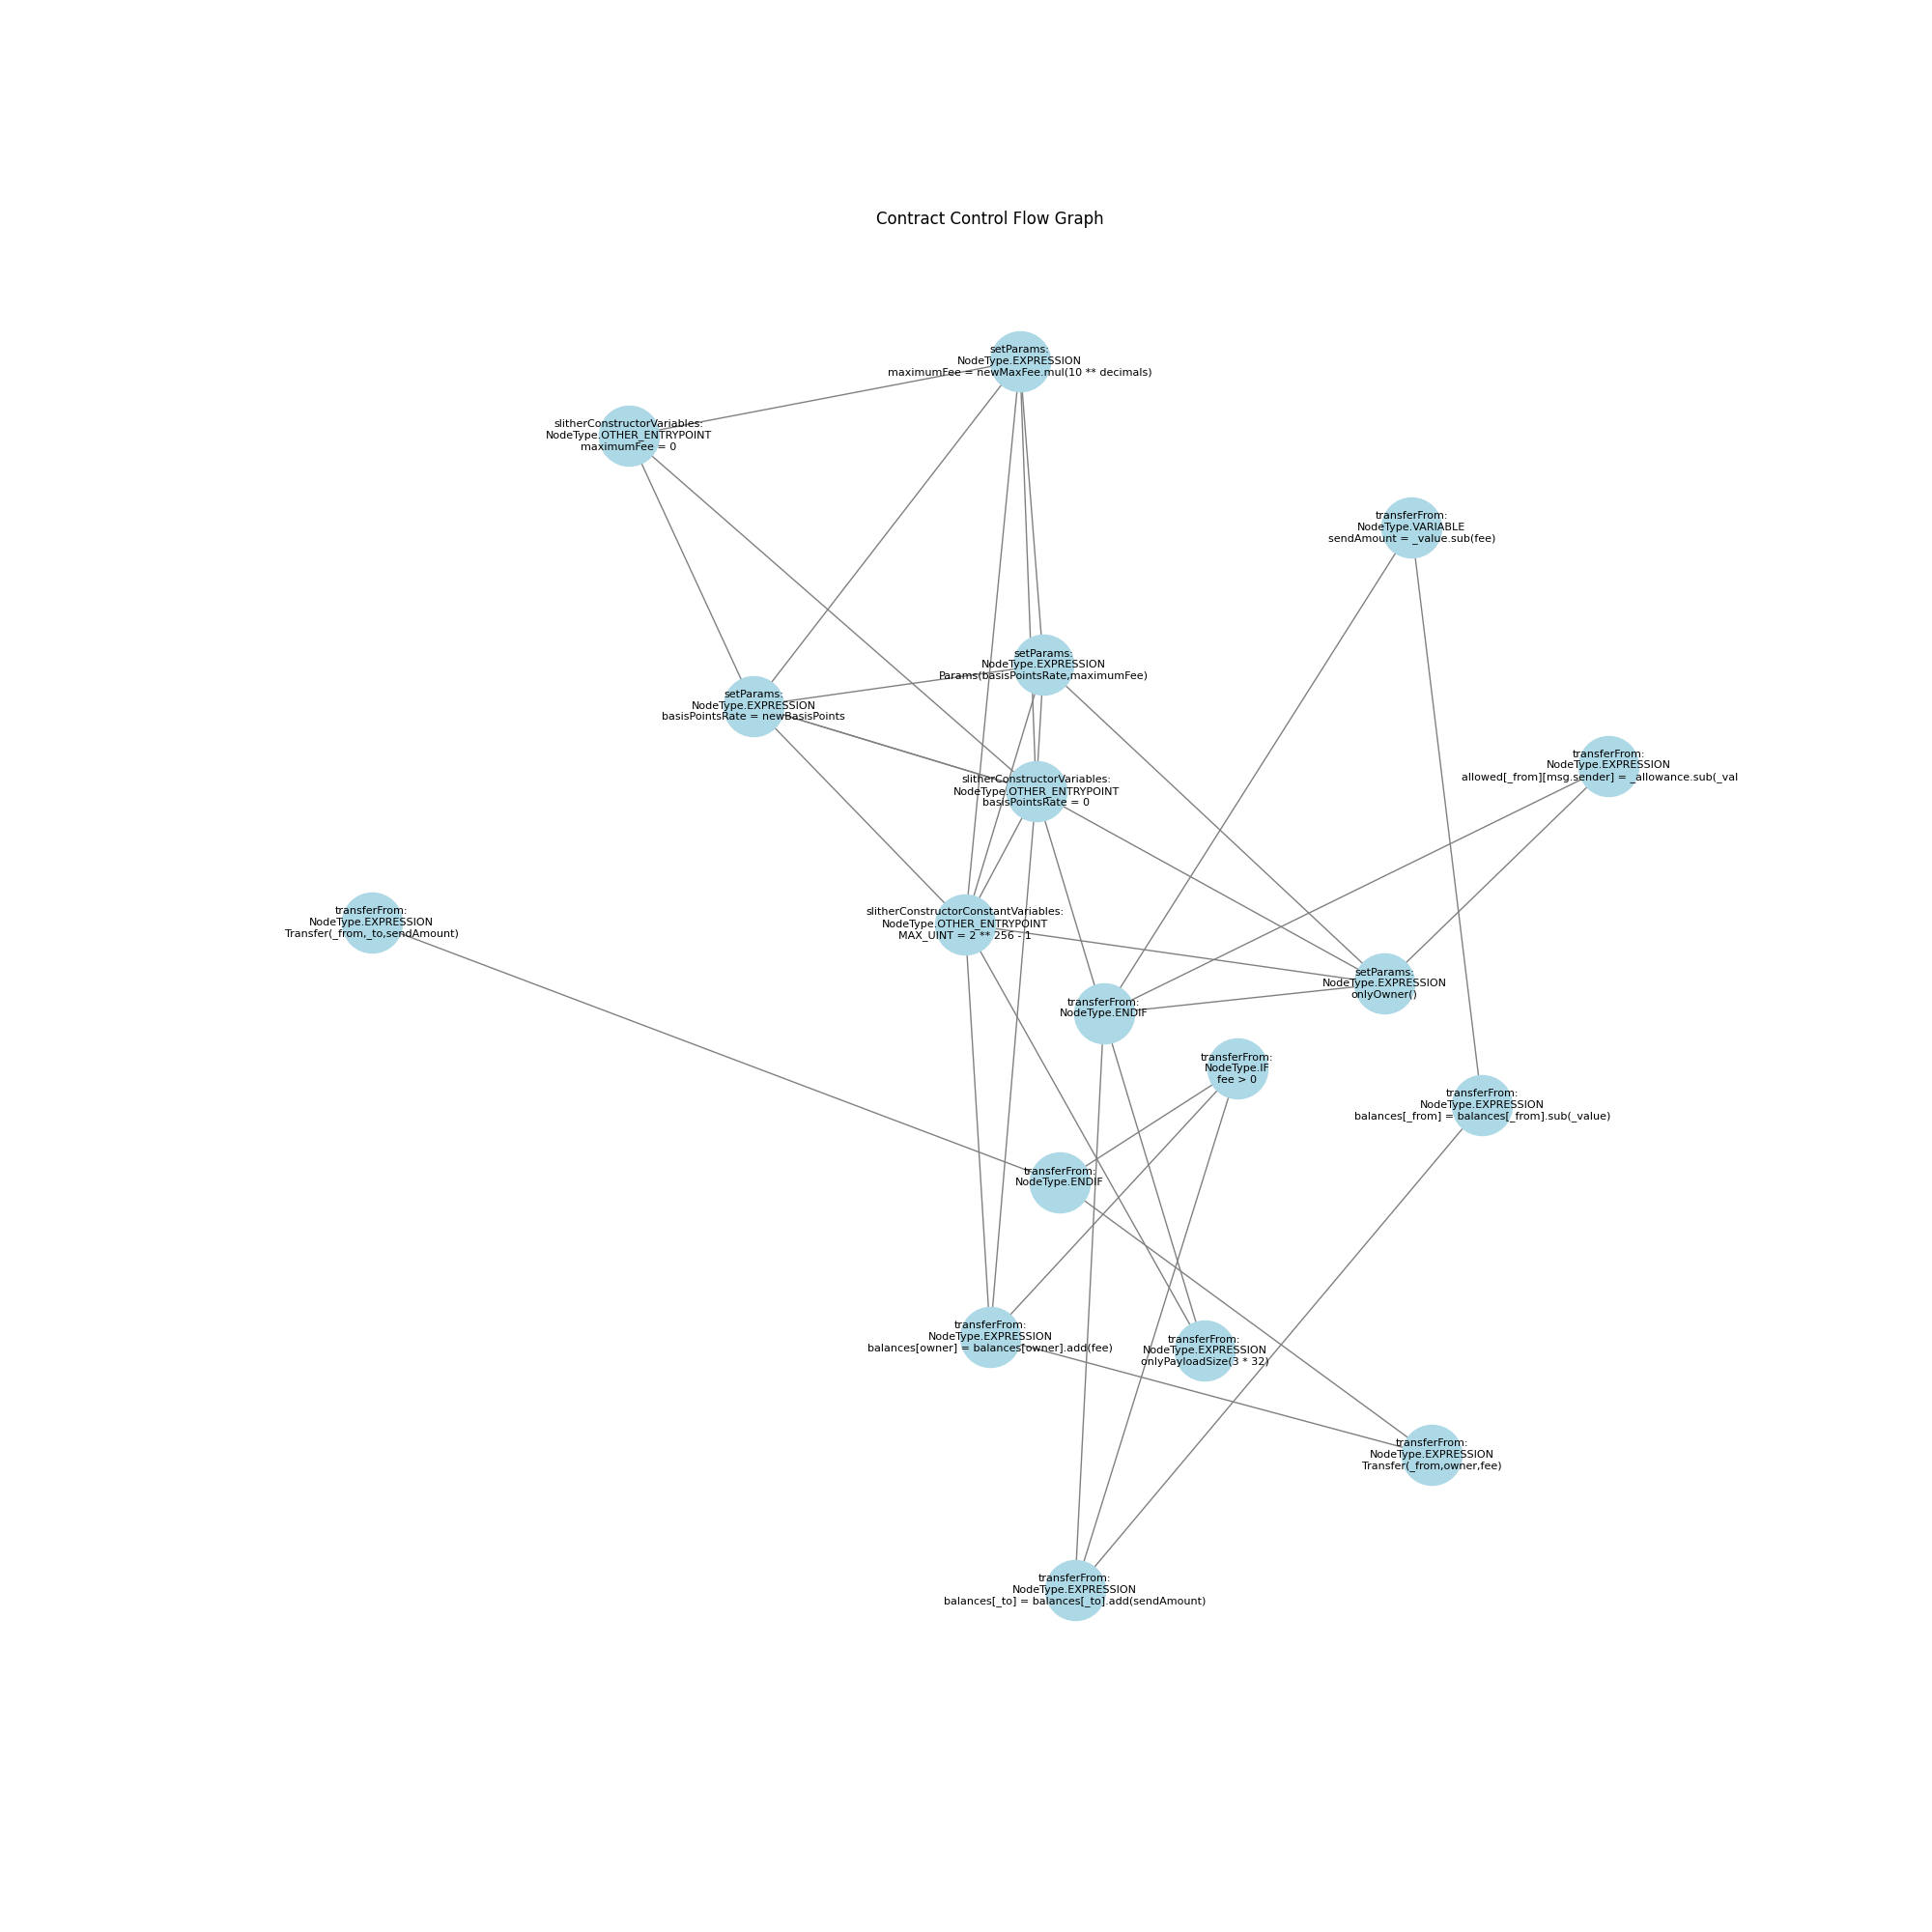 Contract Control Flow Graph
setParams:
NodeType.EXPRESSION
maximumFee = newMaxFee.mul(10 ** decimals)
slitherConstructorVariables:
NodeType.OTHER_ENTRYPOINT
maximumFee = 0
transferFrom:
NodeType.VARIABLE
sendAmount = _value.sub(fee)
setParams:
NodeType.EXPRESSION
Params(basisPointsRate,maximumFee)
setParams:
NodeType.EXPRESSION
basisPointsRate = newBasisPoints
transferFrom:
NodeType.EXPRESSION
allowed[_from][msg.sender] = _allowance.sub(_val
slitherConstructorVariables:
NodeType.OTHER_ENTRYPOINT
basisPointsRate = 0
transferFrom:
NodeType.EXPRESSION
Transfer(_from,_to,sendAmount)
slitherConstructorConstantVariables:
NodeType.OTHER_ENTRYPOINT
MAX_UINT = 2 ** 256 - 1
setParams:
NodeType.EXPRESSION
onlyOwner()
transferFrom:
NodeType.ENDIF
transferFrom:
NodeType.IF
fee > 0
transferFrom:
NodeType.EXPRESSION
balances[_from] = balances[_from].sub(_value)
transferFrom:
NodeType.ENDIF
transferFrom:
NodeType.EXPRESSION
balances[owner] = balances[owner].add(fee)
transferFrom:
NodeType.EXPRESSION
onlyPayloadSize(3 * 32)
transferFrom:
NodeType.EXPRESSION
Transfer(_from,owner,fee)
transferFrom:
NodeType.EXPRESSION
balances[_to] = balances[_to].add(sendAmount)